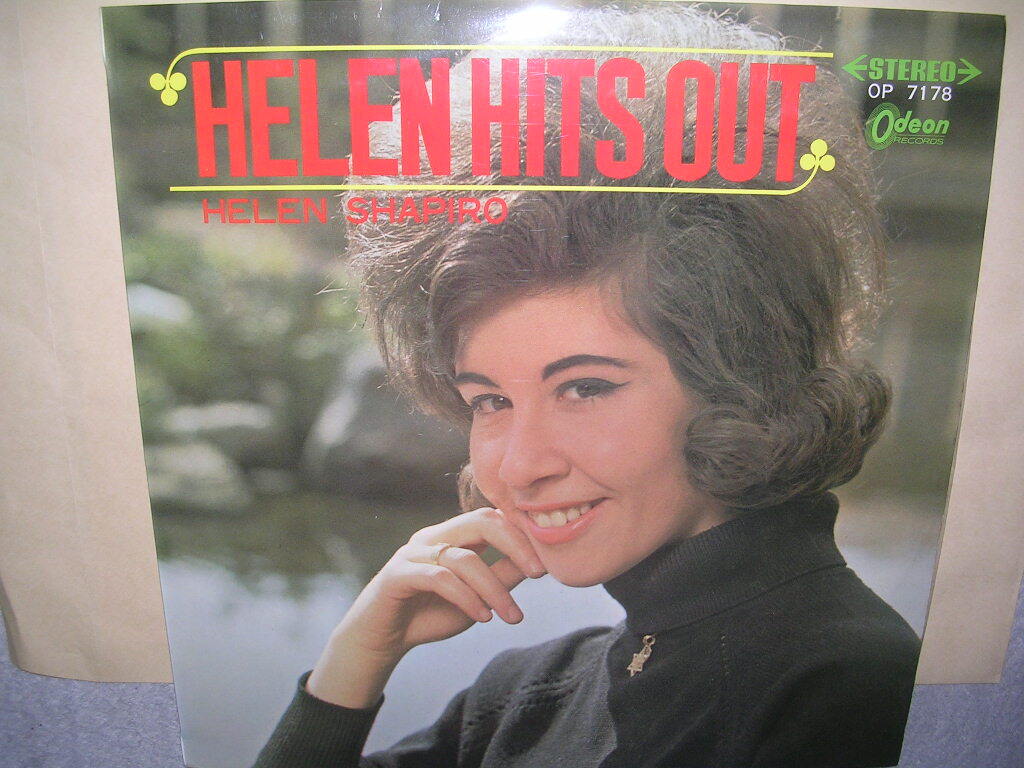 HELEN HITS OUT
HELEN SHAPIRO
STEREO
OP 7178
Odeon
RECORDS